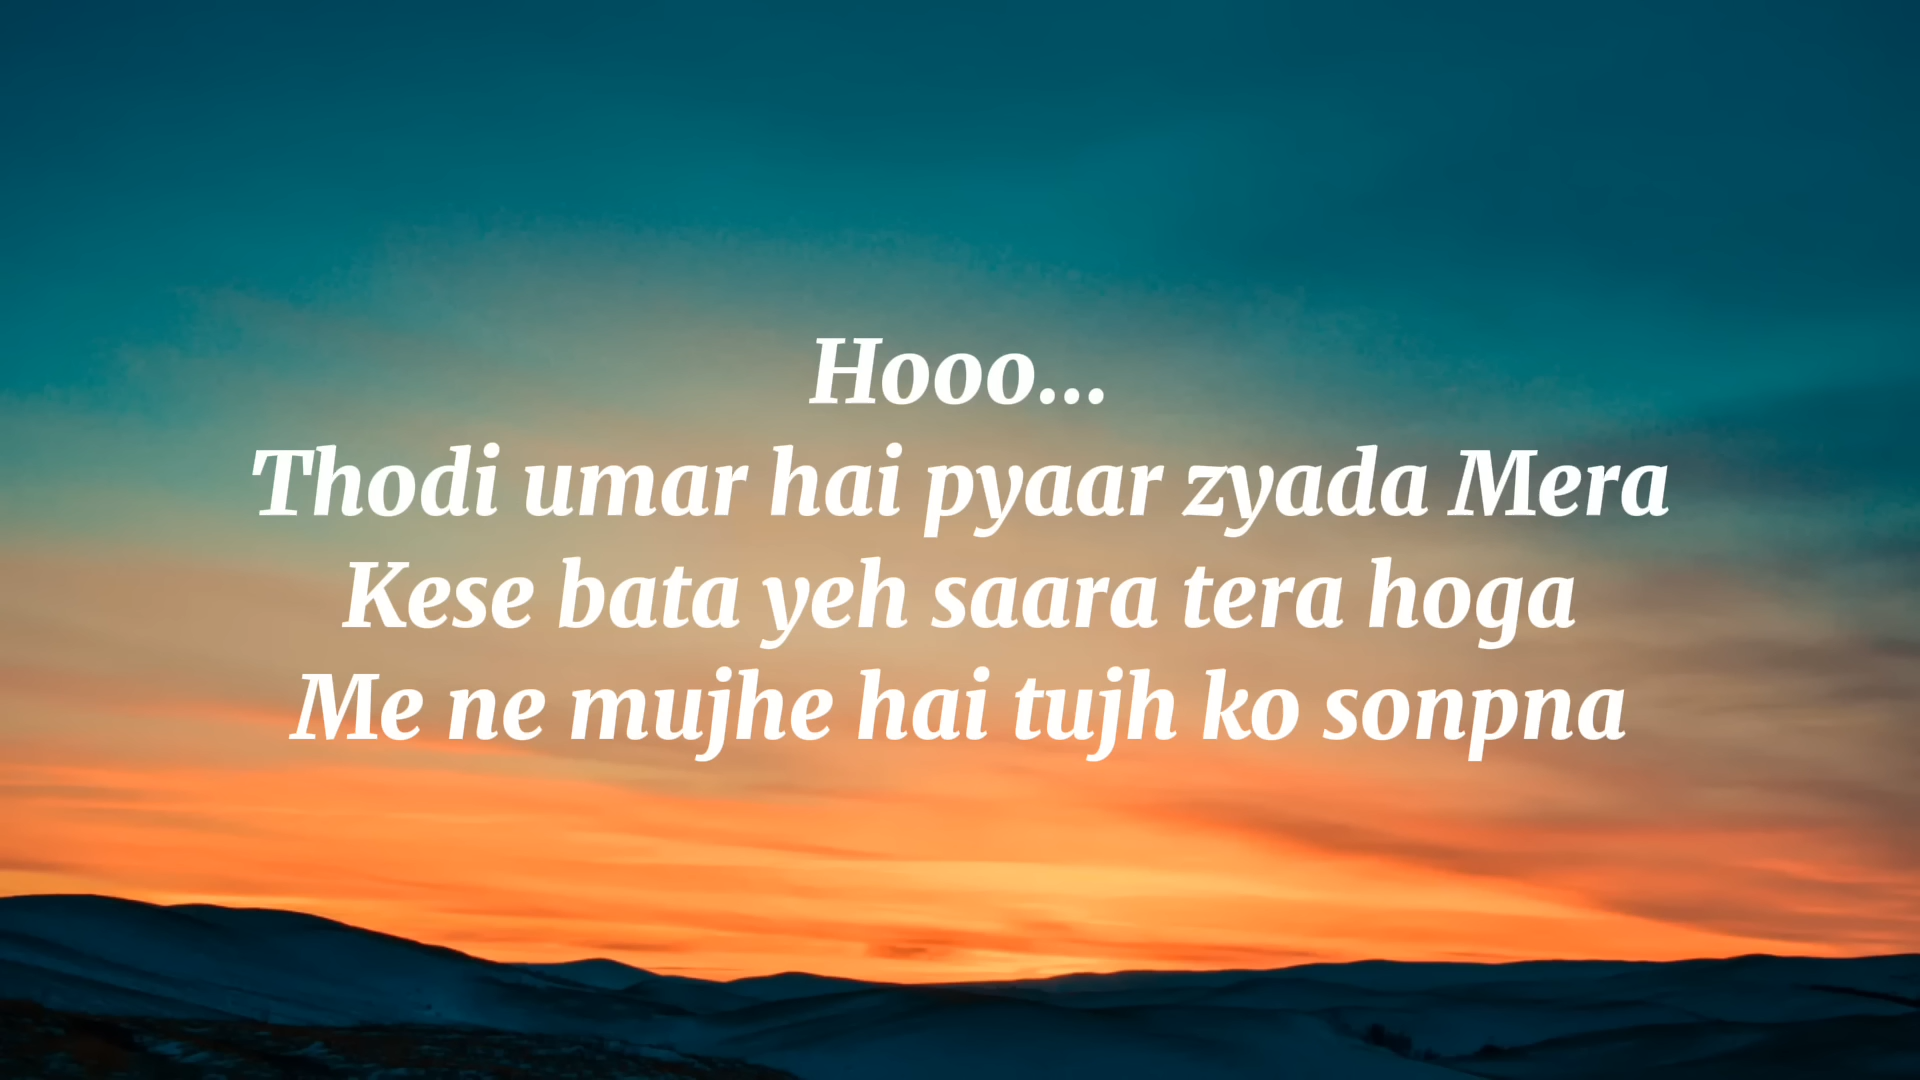 Hooo...
Thodi umar hai pyaar zyada Mera
Kese bata yeh saara tera hoga
Me ne mujhe hai tujh ko sonpna